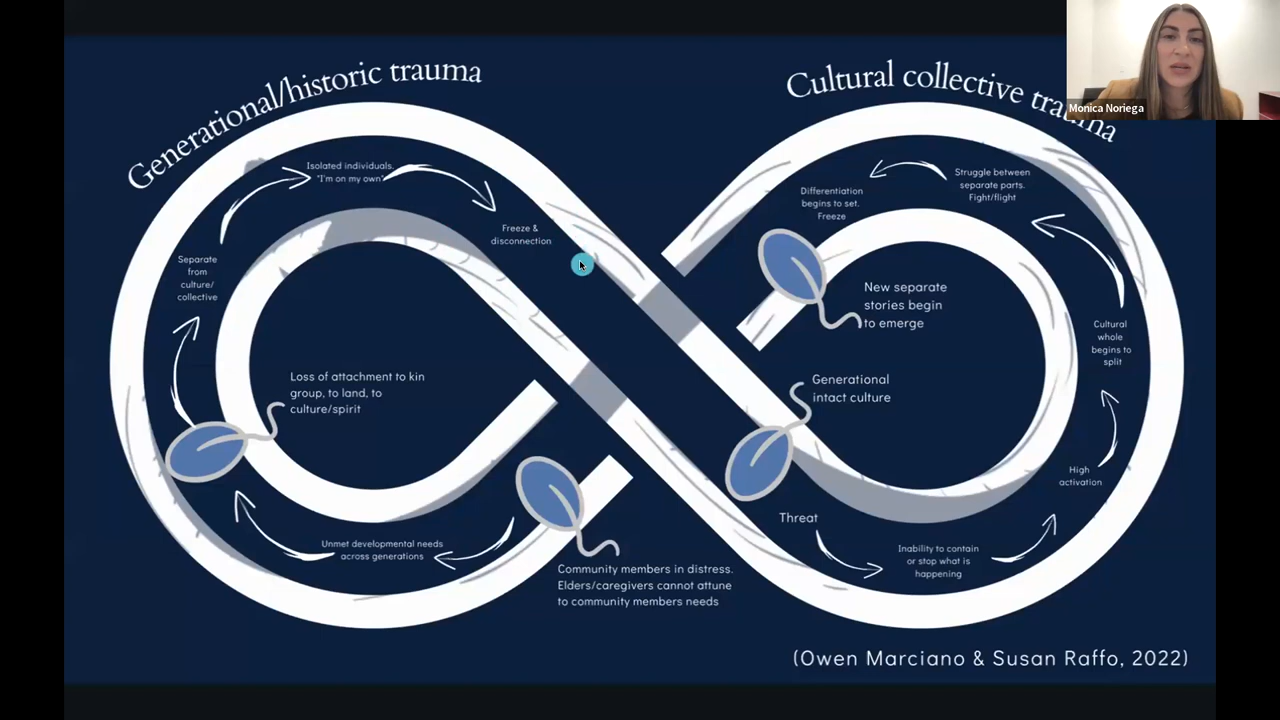 Generational/historic trauma
Cultural collective trauma
Monica Noriega
Isolated individuals.
"I'm on my own"
Freeze &
disconnection
Separate
from
culture/
collective
Loss of attachment to kin
group, to land, to
culture/spirit
Unmet developmental needs
across generations
Community members in distress.
Elders/caregivers cannot attune
to community members needs
Differentiation
begins to set.
Freeze
Struggle between
separate parts.
Fight/flight
New separate
stories begin
to emerge
Cultural
whole
begins to
split
Generational
intact culture
High
activation
Threat
Inability to contain
or stop what is
happening
(Owen Marciano & Susan Raffo, 2022)